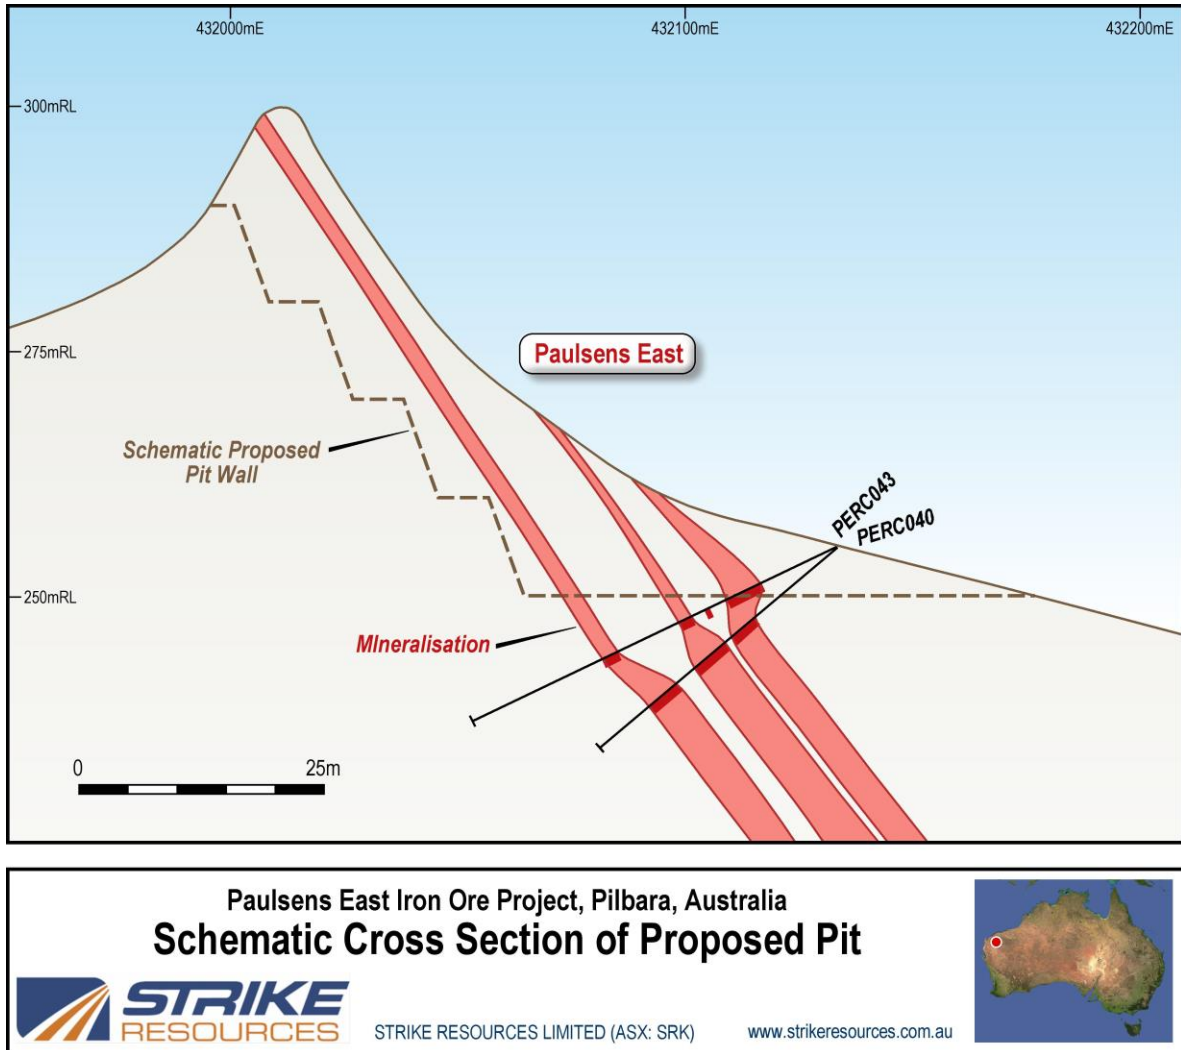 432000mE
432100mE
432200mE
300mRL
275mRL
Paulsens East
Schematic Proposed
Pit Wall
PERC043
PERC040
250mRL
MIneralisation
0
25m
Paulsens East Iron Ore Project, Pilbara, Australia
Schematic Cross Section of Proposed Pit
STRIKE
RESOURCES
STRIKE RESOURCES LIMITED (ASX: SRK)
www.strikeresources.com.au